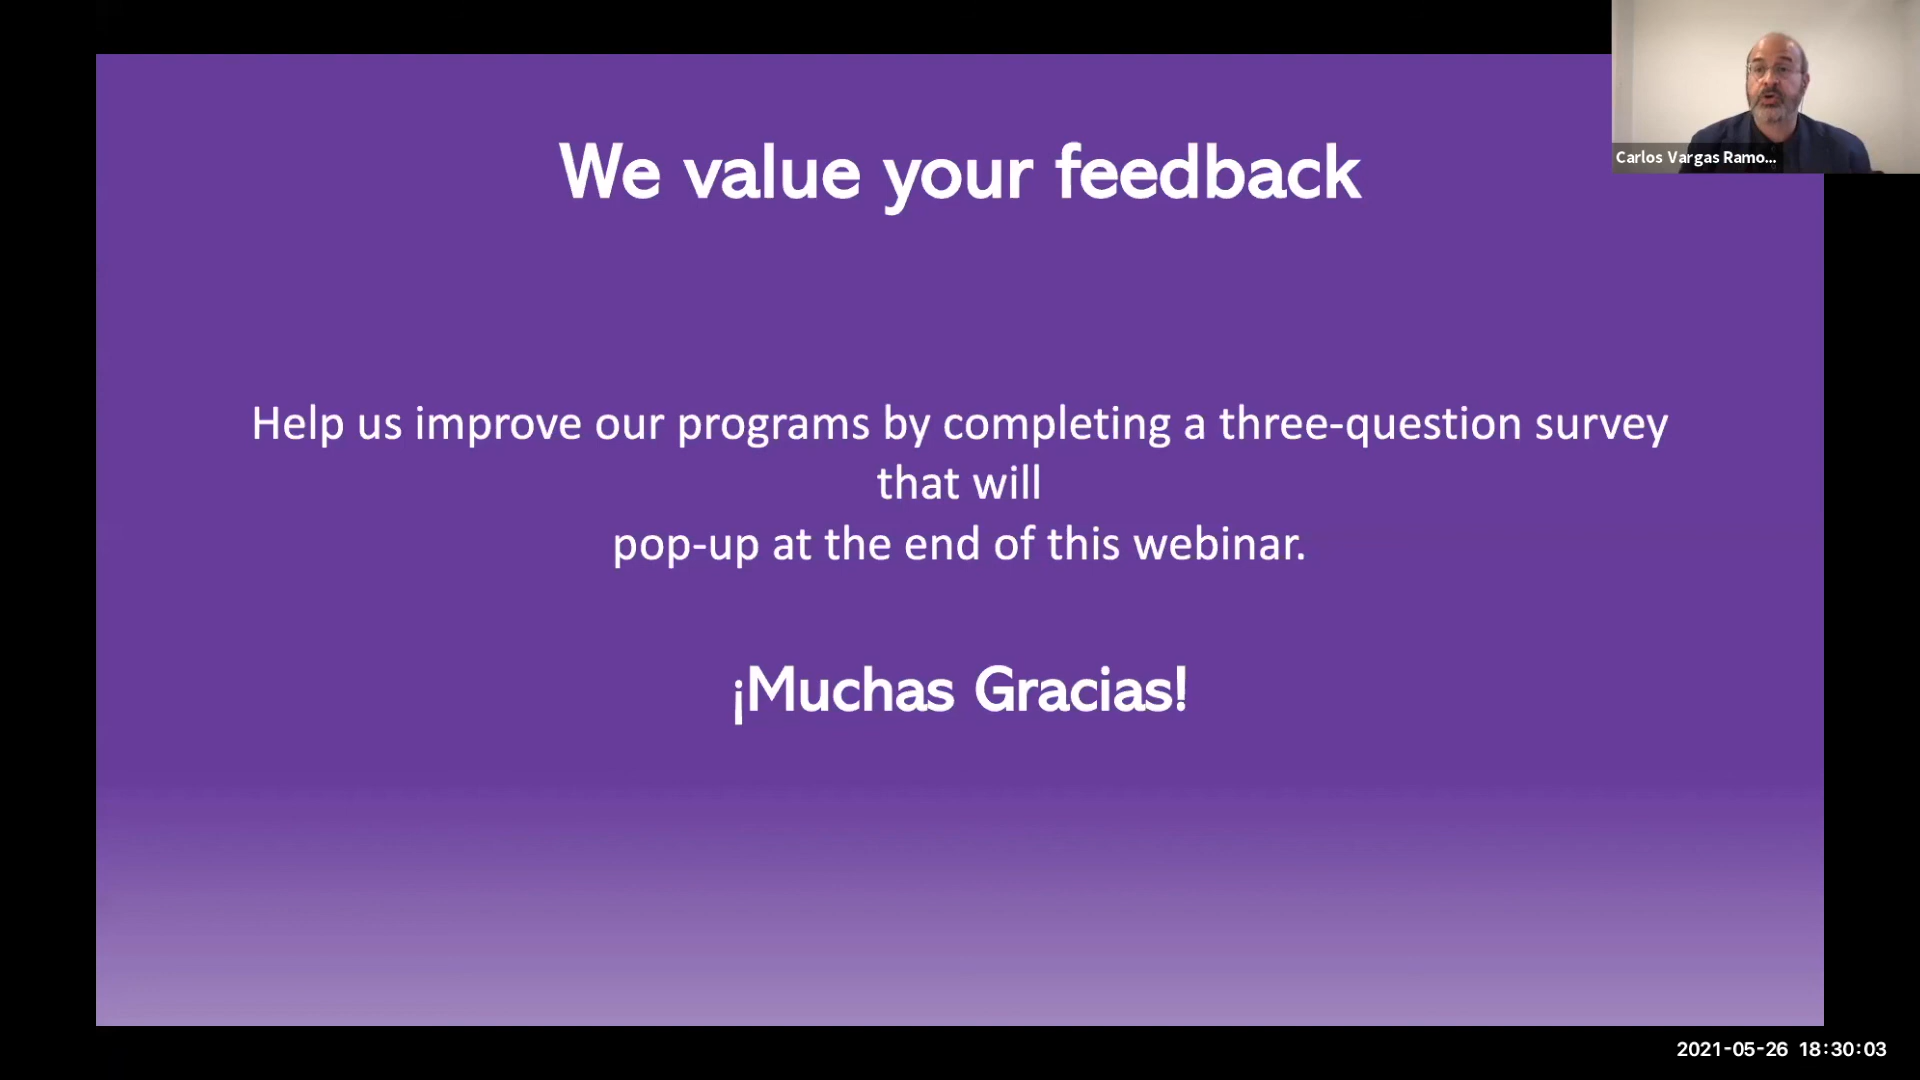 We value your feedback
Carlos Vargas Ramo...
Help us improve our programs by completing a three-question survey
that will
pop-up at the end of this webinar.
¡Muchas Gracias!
2021-05-26 18:30:03